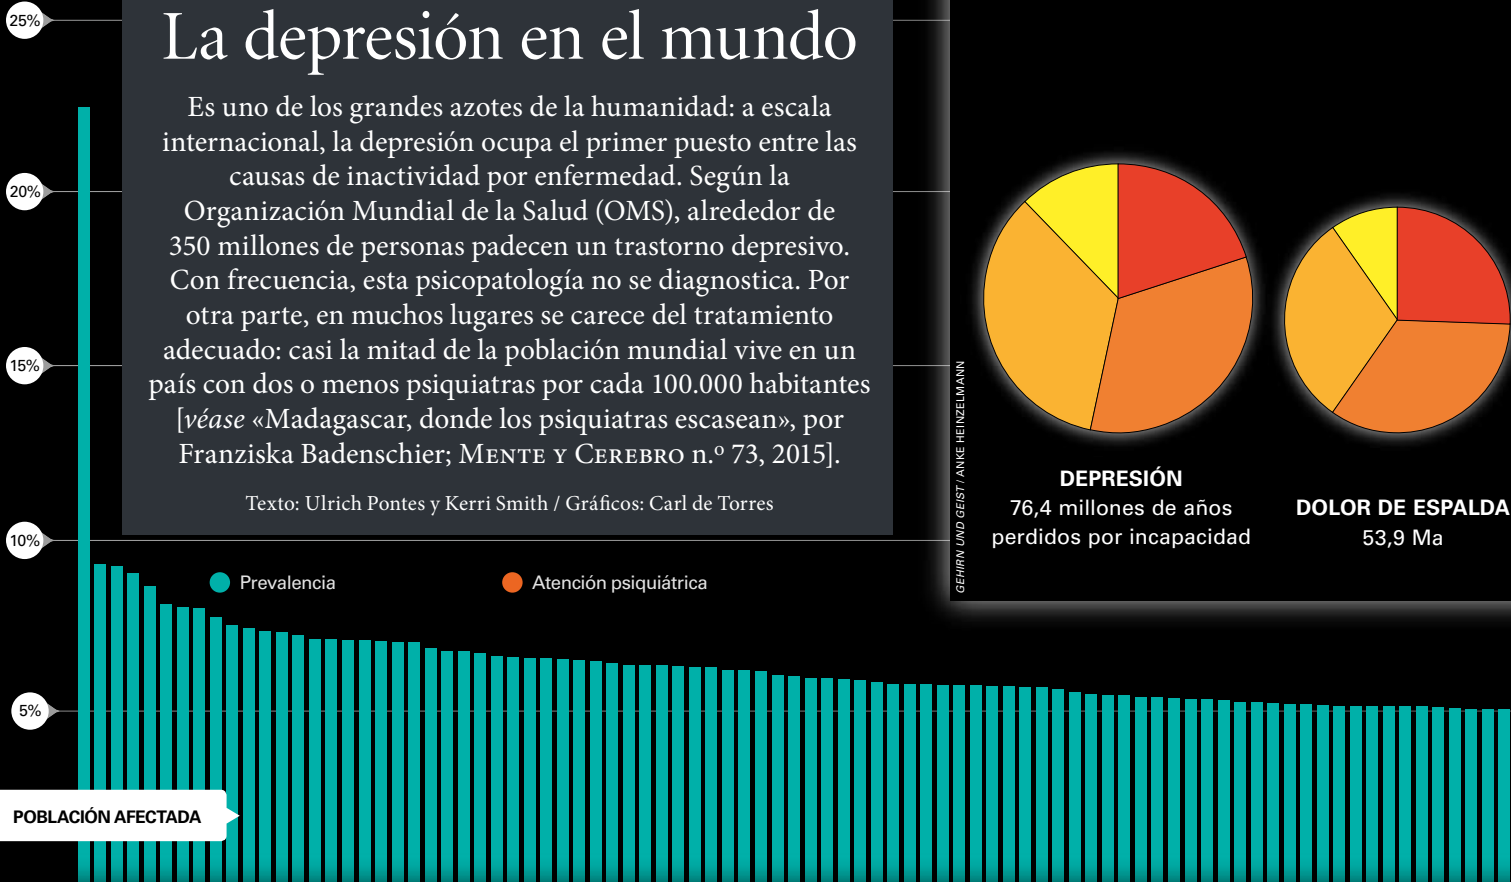 25%
20%
15%
10%
5%
La depresión en el mundo
Es uno de los grandes azotes de la humanidad: a escala
internacional, la depresión ocupa el primer puesto entre las
causas de inactividad por enfermedad. Según la
Organización Mundial de la Salud (OMS), alrededor de
350 millones de personas padecen un trastorno depresivo.
Con frecuencia, esta psicopatología no se diagnostica. Por
otra parte, en muchos lugares se carece del tratamiento
adecuado: casi la mitad de la población mundial vive en un
país con dos o menos psiquiatras por cada 100.000 habitantes
[véase «Madagascar, donde los psiquiatras escasean», por
Franziska Badenschier; Mente y Cerebro n.º 73, 2015].
Texto: Ulrich Pontes y Kerri Smith / Gráficos: Carl de Torres
Prevalencia
Atención psiquiátrica
POBLACIÓN AFECTADA
GEHIRN UND GEIST / ANKE HEINZELMANN
DEPRESIÓN
76,4 millones de años
perdidos por incapacidad
DOLOR DE ESPALDA
53,9 Ma